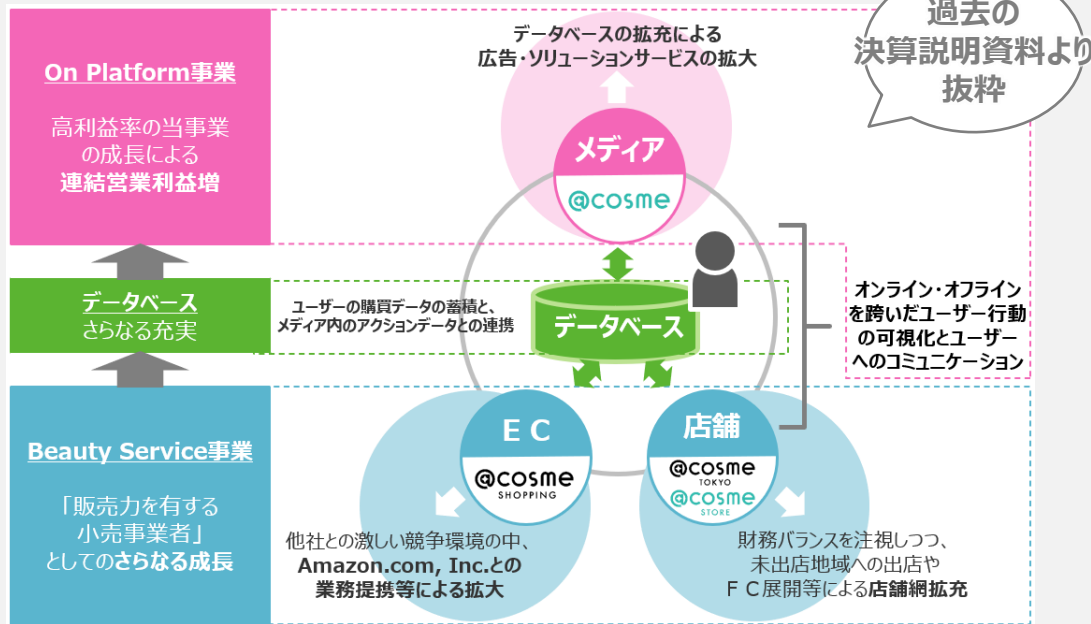 過去の
決算説明資料より
抜粋
On Platform事業
高利益率の当事業
の成長による
連結営業利益増
データベースの拡充による
広告・ソリューションサービスの拡大
メディア
@cosme
データベース
さらなる充実
ユーザーの購買データの蓄積と、
メディア内のアクションデータとの連携
データベース
オンライン・オフライン
を跨いだユーザー行動
の可視化とユーザー
へのコミュニケーション
Beauty Service事業
「販売力を有する
小売事業者」
としてのさらなる成長
ＥＣ
@cosme
SHOPPING
他社との激しい競争環境の中、
Amazon.com, Inc.との
業務提携等による拡大
店舗
@cosme
TOKYO
@cosme
STORE
財務バランスを注視しつつ、
未出店地域への出店や
ＦＣ展開等による店舗網拡充